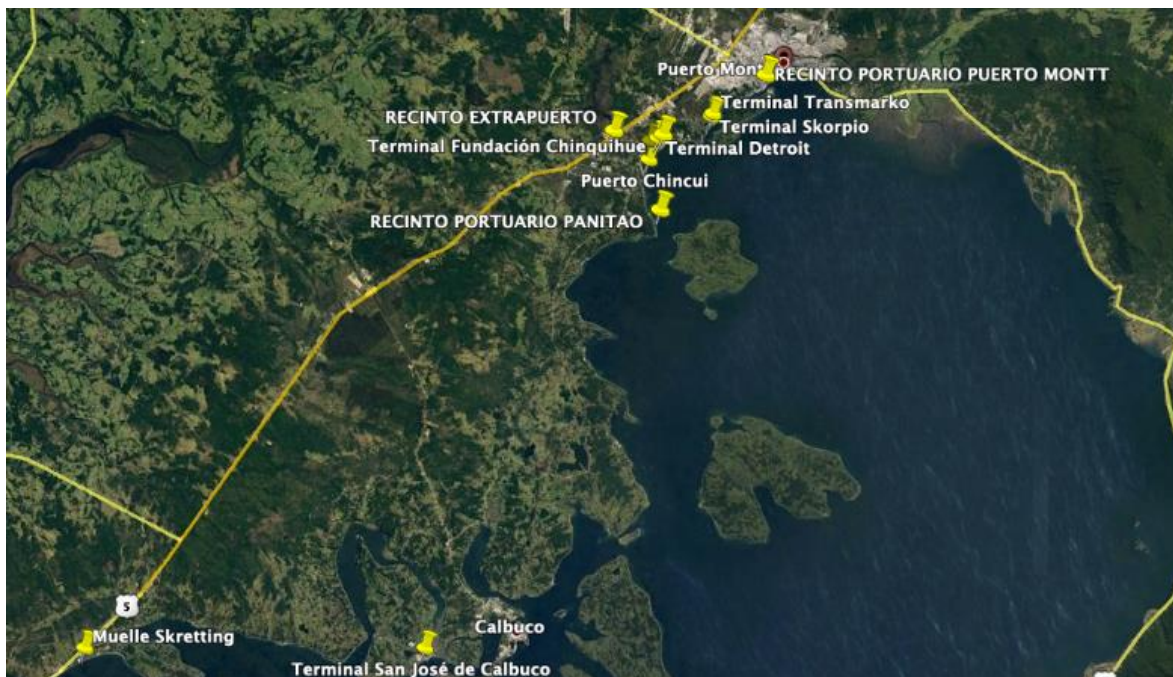 Puerto Montt
RECINTO PORTUARIO PUERTO MONTT
Terminal Transmarko
RECINTO EXTRAPUERTO
Terminal Skorpio
Terminal Fundación Chinquihue
Terminal Detroit
Puerto Chincui
RECINTO PORTUARIO PANITAO
5
Muelle Skretting
Calbuco
Terminal San José de Calbuco